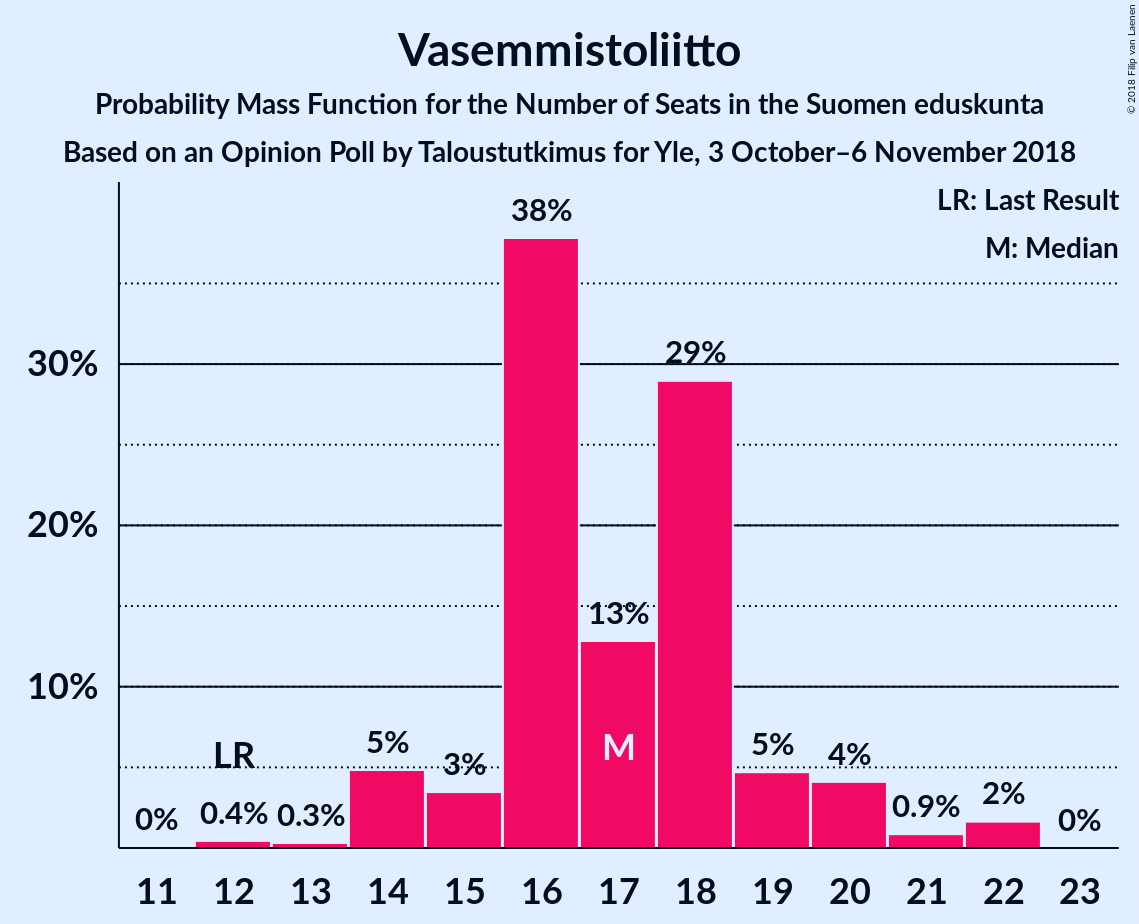 Vasemmistoliitto
Probability Mass Function for the Number of Seats in the Suomen eduskunta
Based on an Opinion Poll by Taloustutkimus for Yle, 3 October–6 November 2018
© 2018 Filip van Laenen
LR: Last Result
M: Median
38%
30%
29%
20%
13%
10%
M
LR
5%
3%
5%
4%
0%
0.4%
0.3%
0.9%
2%
0%
11 12 13 14 15 16 17 18 19 20 21 22 23